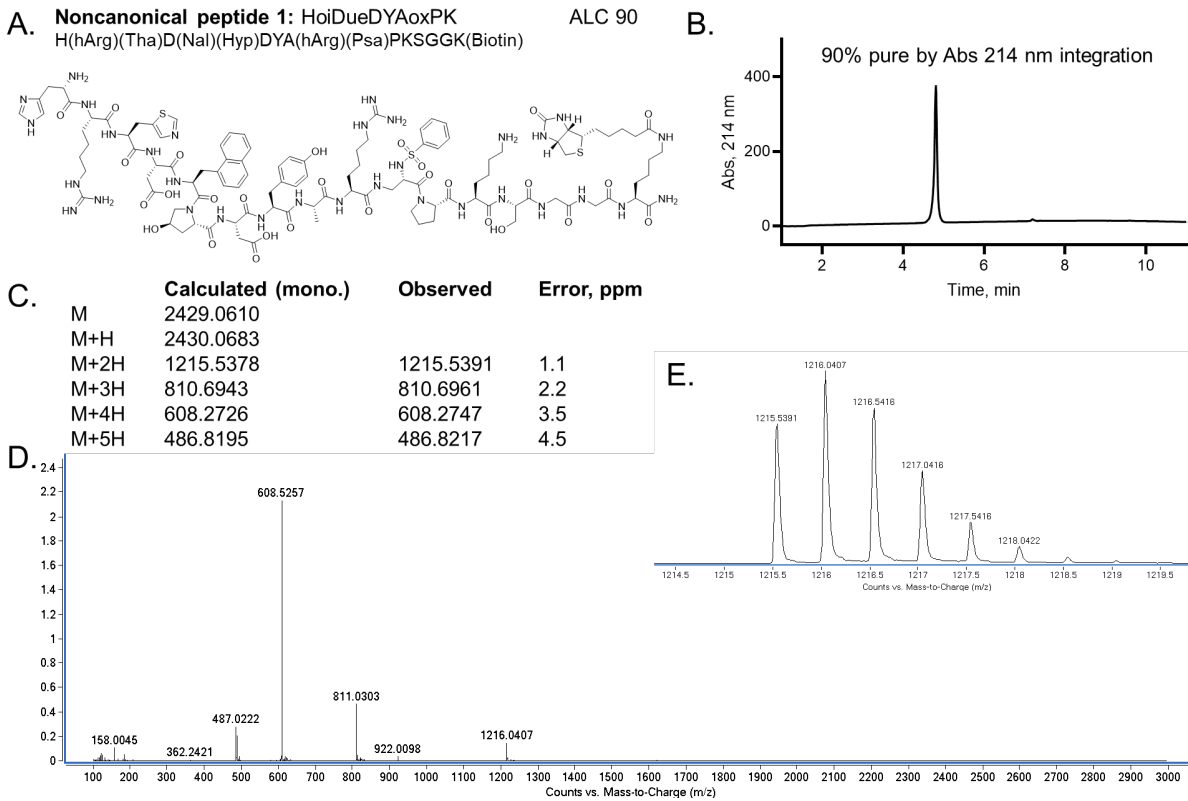 A. Noncanonical peptide 1: HoiDueDYAoxPK ALC 90
H(hArg)(Tha)D(Nal)(Hyp)DYA(hArg)(Psa)PKSGGK(Biotin)
B.
90% pure by Abs 214 nm integration
Abs, 214 nm
400
200
0
2 4 6 8 10
Time, min
C.
Calculated (mono.) Observed Error, ppm
M 2429.0610
M+H 2430.0683
M+2H 1215.5378 1215.5391 1.1
M+3H 810.6943 810.6961 2.2
M+4H 608.2726 608.2747 3.5
M+5H 486.8195 486.8217 4.5
D.
2.4
2.2
2
1.8
1.6
1.4
1.2
1
0.8
0.6
0.4
0.2
0
608.5257
811.0303
487.0222
158.0045
362.2421
922.0098
1216.0407
100 200 300 400 500 600 700 800 900 1000 1100 1200 1300 1400 1500 1600 1700 1800 1900 2000 2100 2200 2300 2400 2500 2600 2700 2800 2900 3000
Counts vs. Mass-to-Charge (m/z)
E.
1216.0407
1215.5391
1216.5416
1217.0416
1217.5416
1218.0422
1214.5 1215 1215.5 1216 1216.5 1217 1217.5 1218 1218.5 1219 1219.5
Counts vs. Mass-to-Charge (m/z)